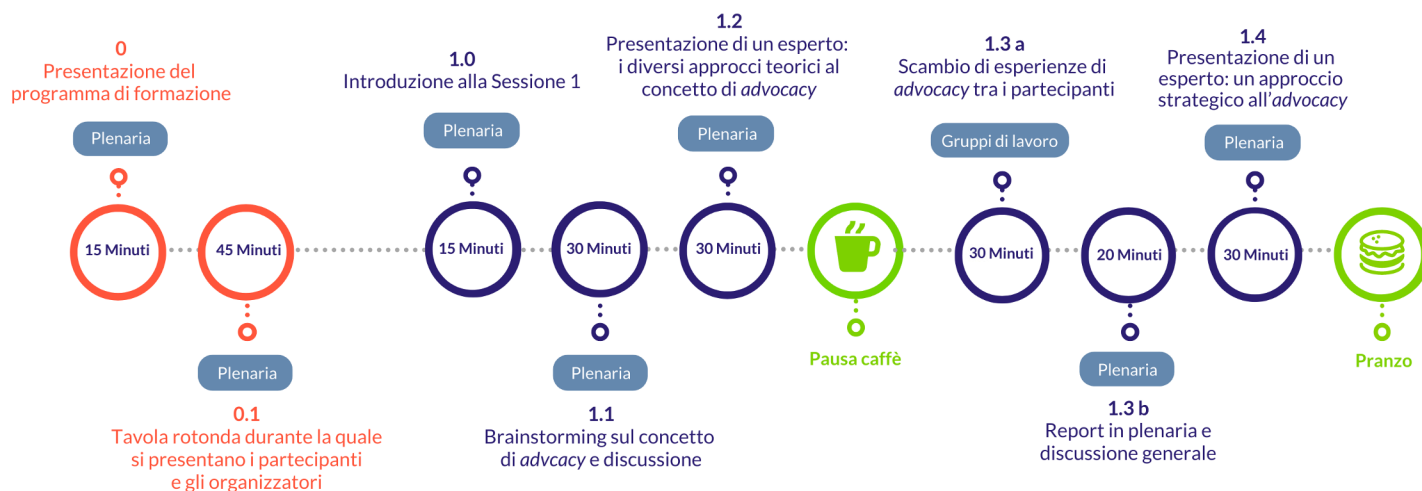 0
Presentazione del
programma di formazione
Plenaria
15 Minuti
45 Minuti
Plenaria
0.1
Tavola rotonda durante la quale
si presentano i partecipanti
e gli organizzatori
1.0
Introduzione alla Sessione 1
Plenaria
15 Minuti
30 Minuti
Plenaria
1.1
Brainstorming sul concetto
di advcacy e discussione
1.2
Presentazione di un esperto:
i diversi approcci teorici al
concetto di advocacy
Plenaria
30 Minuti
Pausa caffè
1.3 a
Scambio di esperienze di
advocacy tra i partecipanti
Gruppi di lavoro
30 Minuti
20 Minuti
Plenaria
1.3 b
Report in plenaria e
discussione generale
1.4
Presentazione di un
esperto: un approccio
strategico all'advocacy
Plenaria
30 Minuti
Pranzo